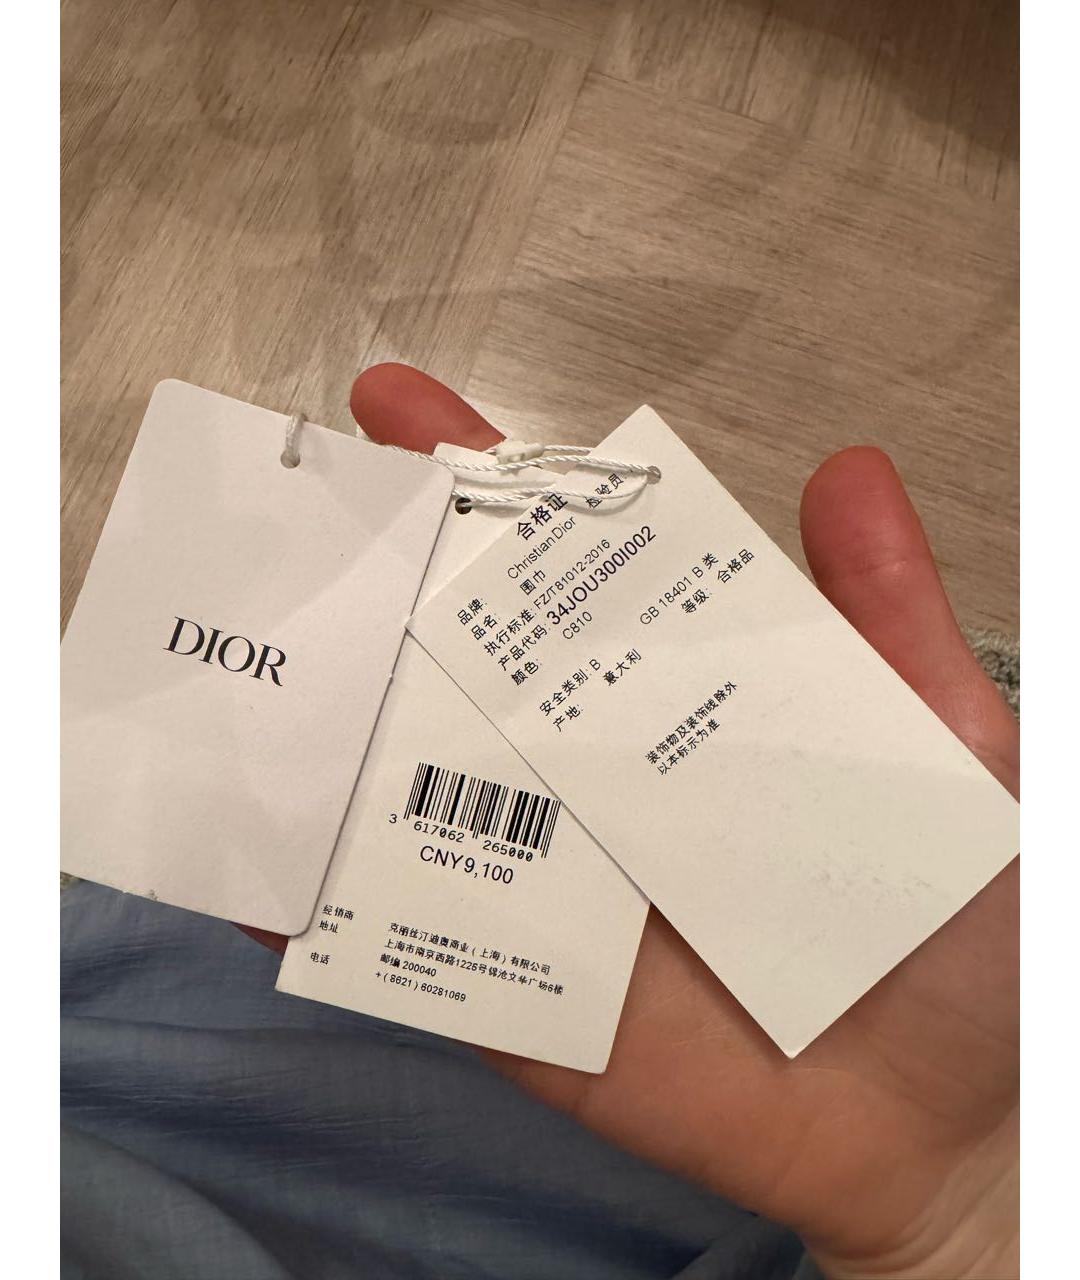 DIOR
3 617062 265000
CNY9,100
经销商 克丽丝汀迪奥商业（上海）有限公司
地址 上海市南京西路1225号锦沧文华广场6楼
邮编 200040
电话 +(8621) 60281069
合格证 检验员:
品牌: Christian Dior
品名: 围巾
执行标准: FZ/T81012-2016
产品代码: 34JOU300I002
颜色: C810 GB 18401 B 类
等级: 合格品
安全类别: B
产地: 意大利
装饰物及装饰线除外
以本标示为准